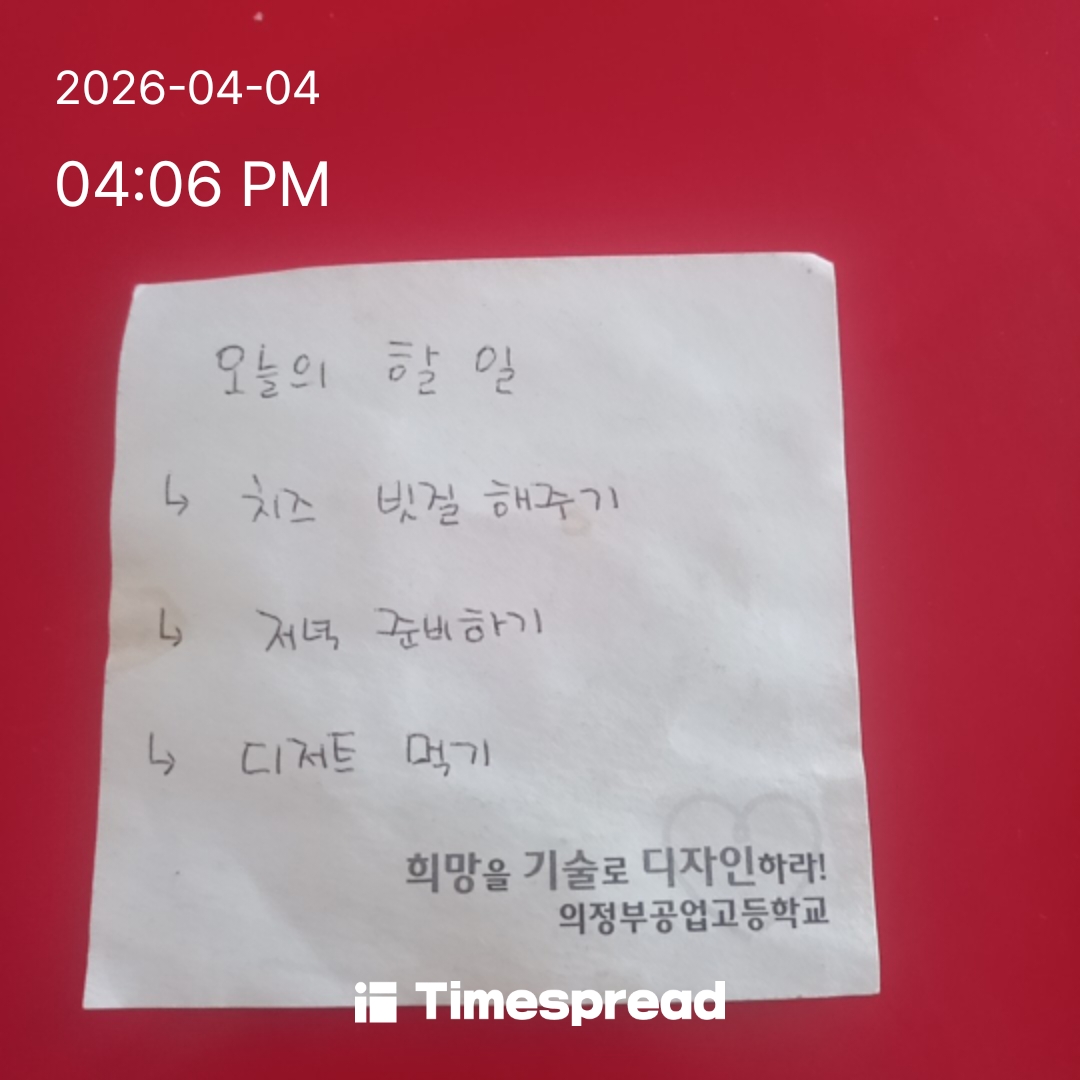 2026-04-04
04:06 PM
오늘의 할 일
↳ 치즈 빗질 해주기
↳ 저녁 준비하기
↳ 디저트 먹기
희망을 기술로 디자인하라!
의정부공업고등학교
Timespread